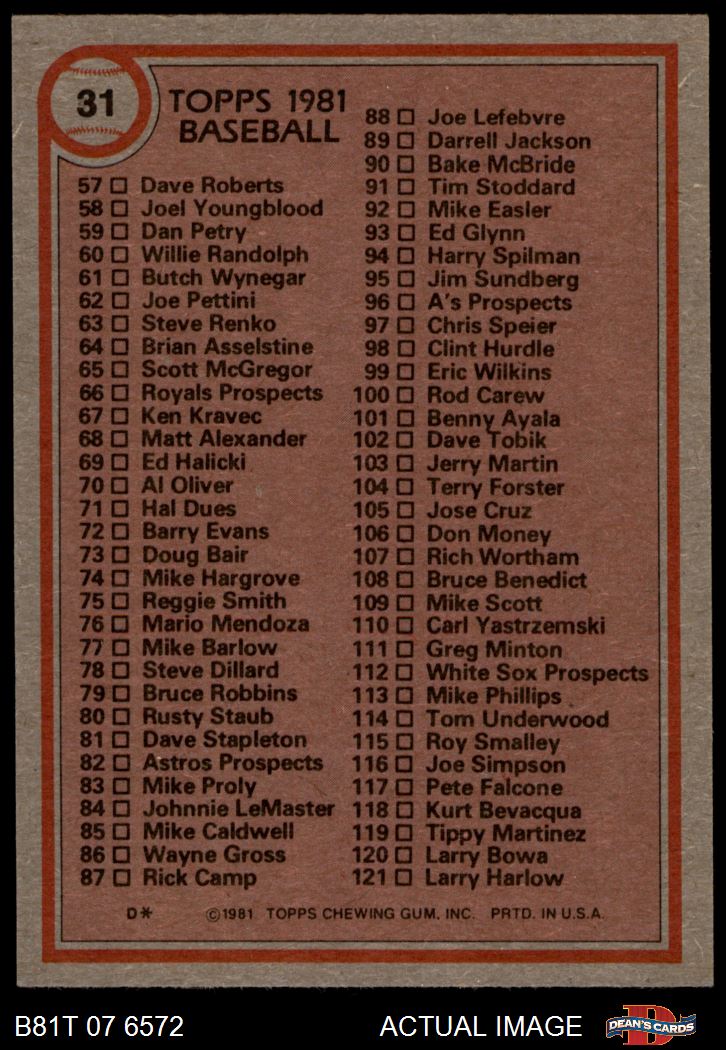 31
TOPPS 1981
BASEBALL
57 Dave Roberts
58 Joel Youngblood
59 Dan Petry
60 Willie Randolph
61 Butch Wynegar
62 Joe Pettini
63 Steve Renko
64 Brian Asselstine
65 Scott McGregor
66 Royals Prospects
67 Ken Kravec
68 Matt Alexander
69 Ed Halicki
70 Al Oliver
71 Hal Dues
72 Barry Evans
73 Doug Bair
74 Mike Hargrove
75 Reggie Smith
76 Mario Mendoza
77 Mike Barlow
78 Steve Dillard
79 Bruce Robbins
80 Rusty Staub
81 Dave Stapleton
82 Astros Prospects
83 Mike Proly
84 Johnnie LeMaster
85 Mike Caldwell
86 Wayne Gross
87 Rick Camp
88 Joe Lefebvre
89 Darrell Jackson
90 Bake McBride
91 Tim Stoddard
92 Mike Easler
93 Ed Glynn
94 Harry Spilman
95 Jim Sundberg
96 A's Prospects
97 Chris Speier
98 Clint Hurdle
99 Eric Wilkins
100 Rod Carew
101 Benny Ayala
102 Dave Tobik
103 Jerry Martin
104 Terry Forster
105 Jose Cruz
106 Don Money
107 Rich Wortham
108 Bruce Benedict
109 Mike Scott
110 Carl Yastrzemski
111 Greg Minton
112 White Sox Prospects
113 Mike Phillips
114 Tom Underwood
115 Roy Smalley
116 Joe Simpson
117 Pete Falcone
118 Kurt Bevacqua
119 Tippy Martinez
120 Larry Bowa
121 Larry Harlow
D* ©1981 TOPPS CHEWING GUM, INC. PRTD. IN U.S.A.
B81T 07 6572 ACTUAL IMAGE
D
DEAN'S CARDS